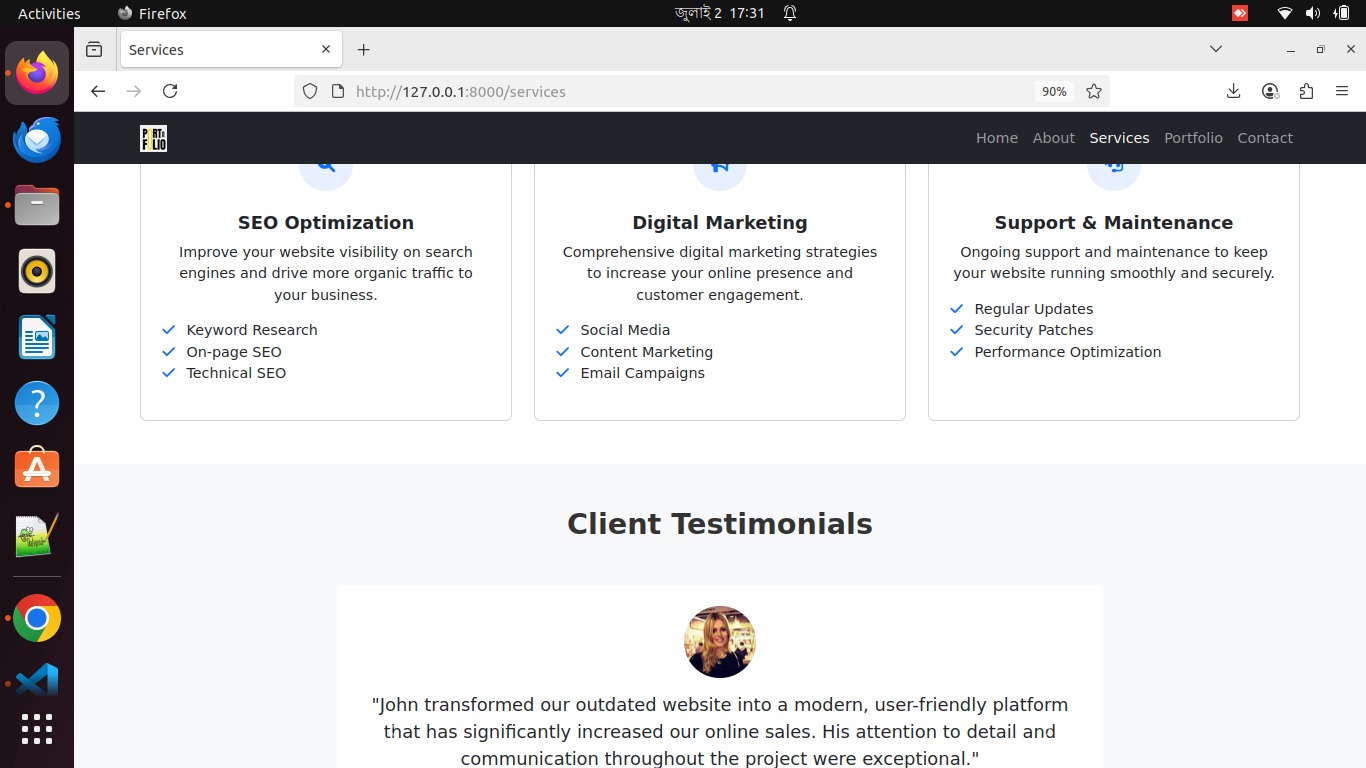 Activities
Firefox
জুলাই 2 17:31
Services
http://127.0.0.1:8000/services
90%
PORT
FOLIO
Home About Services Portfolio Contact
SEO Optimization
Improve your website visibility on search
engines and drive more organic traffic to
your business.
Keyword Research
On-page SEO
Technical SEO
Digital Marketing
Comprehensive digital marketing strategies
to increase your online presence and
customer engagement.
Social Media
Content Marketing
Email Campaigns
Support & Maintenance
Ongoing support and maintenance to keep
your website running smoothly and securely.
Regular Updates
Security Patches
Performance Optimization
Client Testimonials
"John transformed our outdated website into a modern, user-friendly platform
that has significantly increased our online sales. His attention to detail and
communication throughout the project were exceptional."